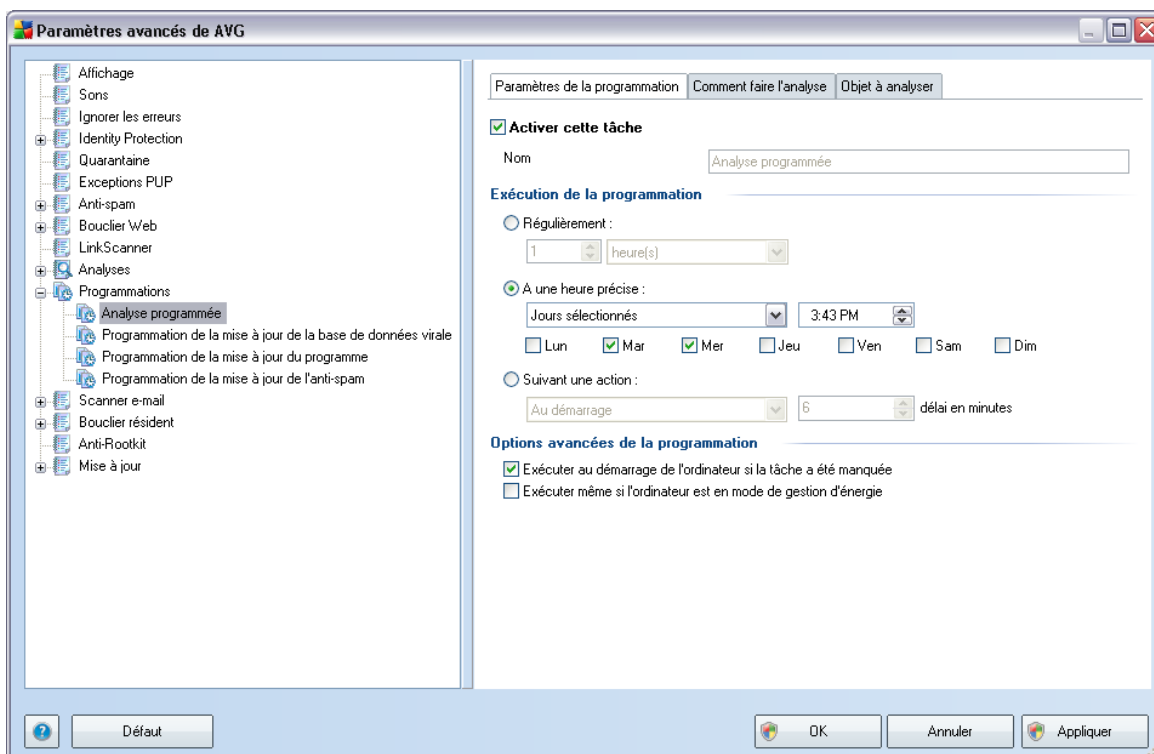 Paramètres avancés de AVG
Affichage
Sons
Ignorer les erreurs
Identity Protection
Quarantaine
Exceptions PUP
Anti-spam
Bouclier Web
LinkScanner
Analyses
Programmations
Analyse programmée
Programmation de la mise à jour de la base de données virale
Programmation de la mise à jour du programme
Programmation de la mise à jour de l'anti-spam
Scanner e-mail
Bouclier résident
Anti-Rootkit
Mise à jour
Paramètres de la programmation Comment faire l'analyse Objet à analyser
Activer cette tâche
Nom Analyse programmée
Exécution de la programmation
Régulièrement :
1 heure(s)
A une heure précise :
Jours sélectionnés 3:43 PM
Lun Mar Mer Jeu Ven Sam Dim
Suivant une action :
Au démarrage 6 délai en minutes
Options avancées de la programmation
Exécuter au démarrage de l'ordinateur si la tâche a été manquée
Exécuter même si l'ordinateur est en mode de gestion d'énergie
? Défaut OK Annuler Appliquer